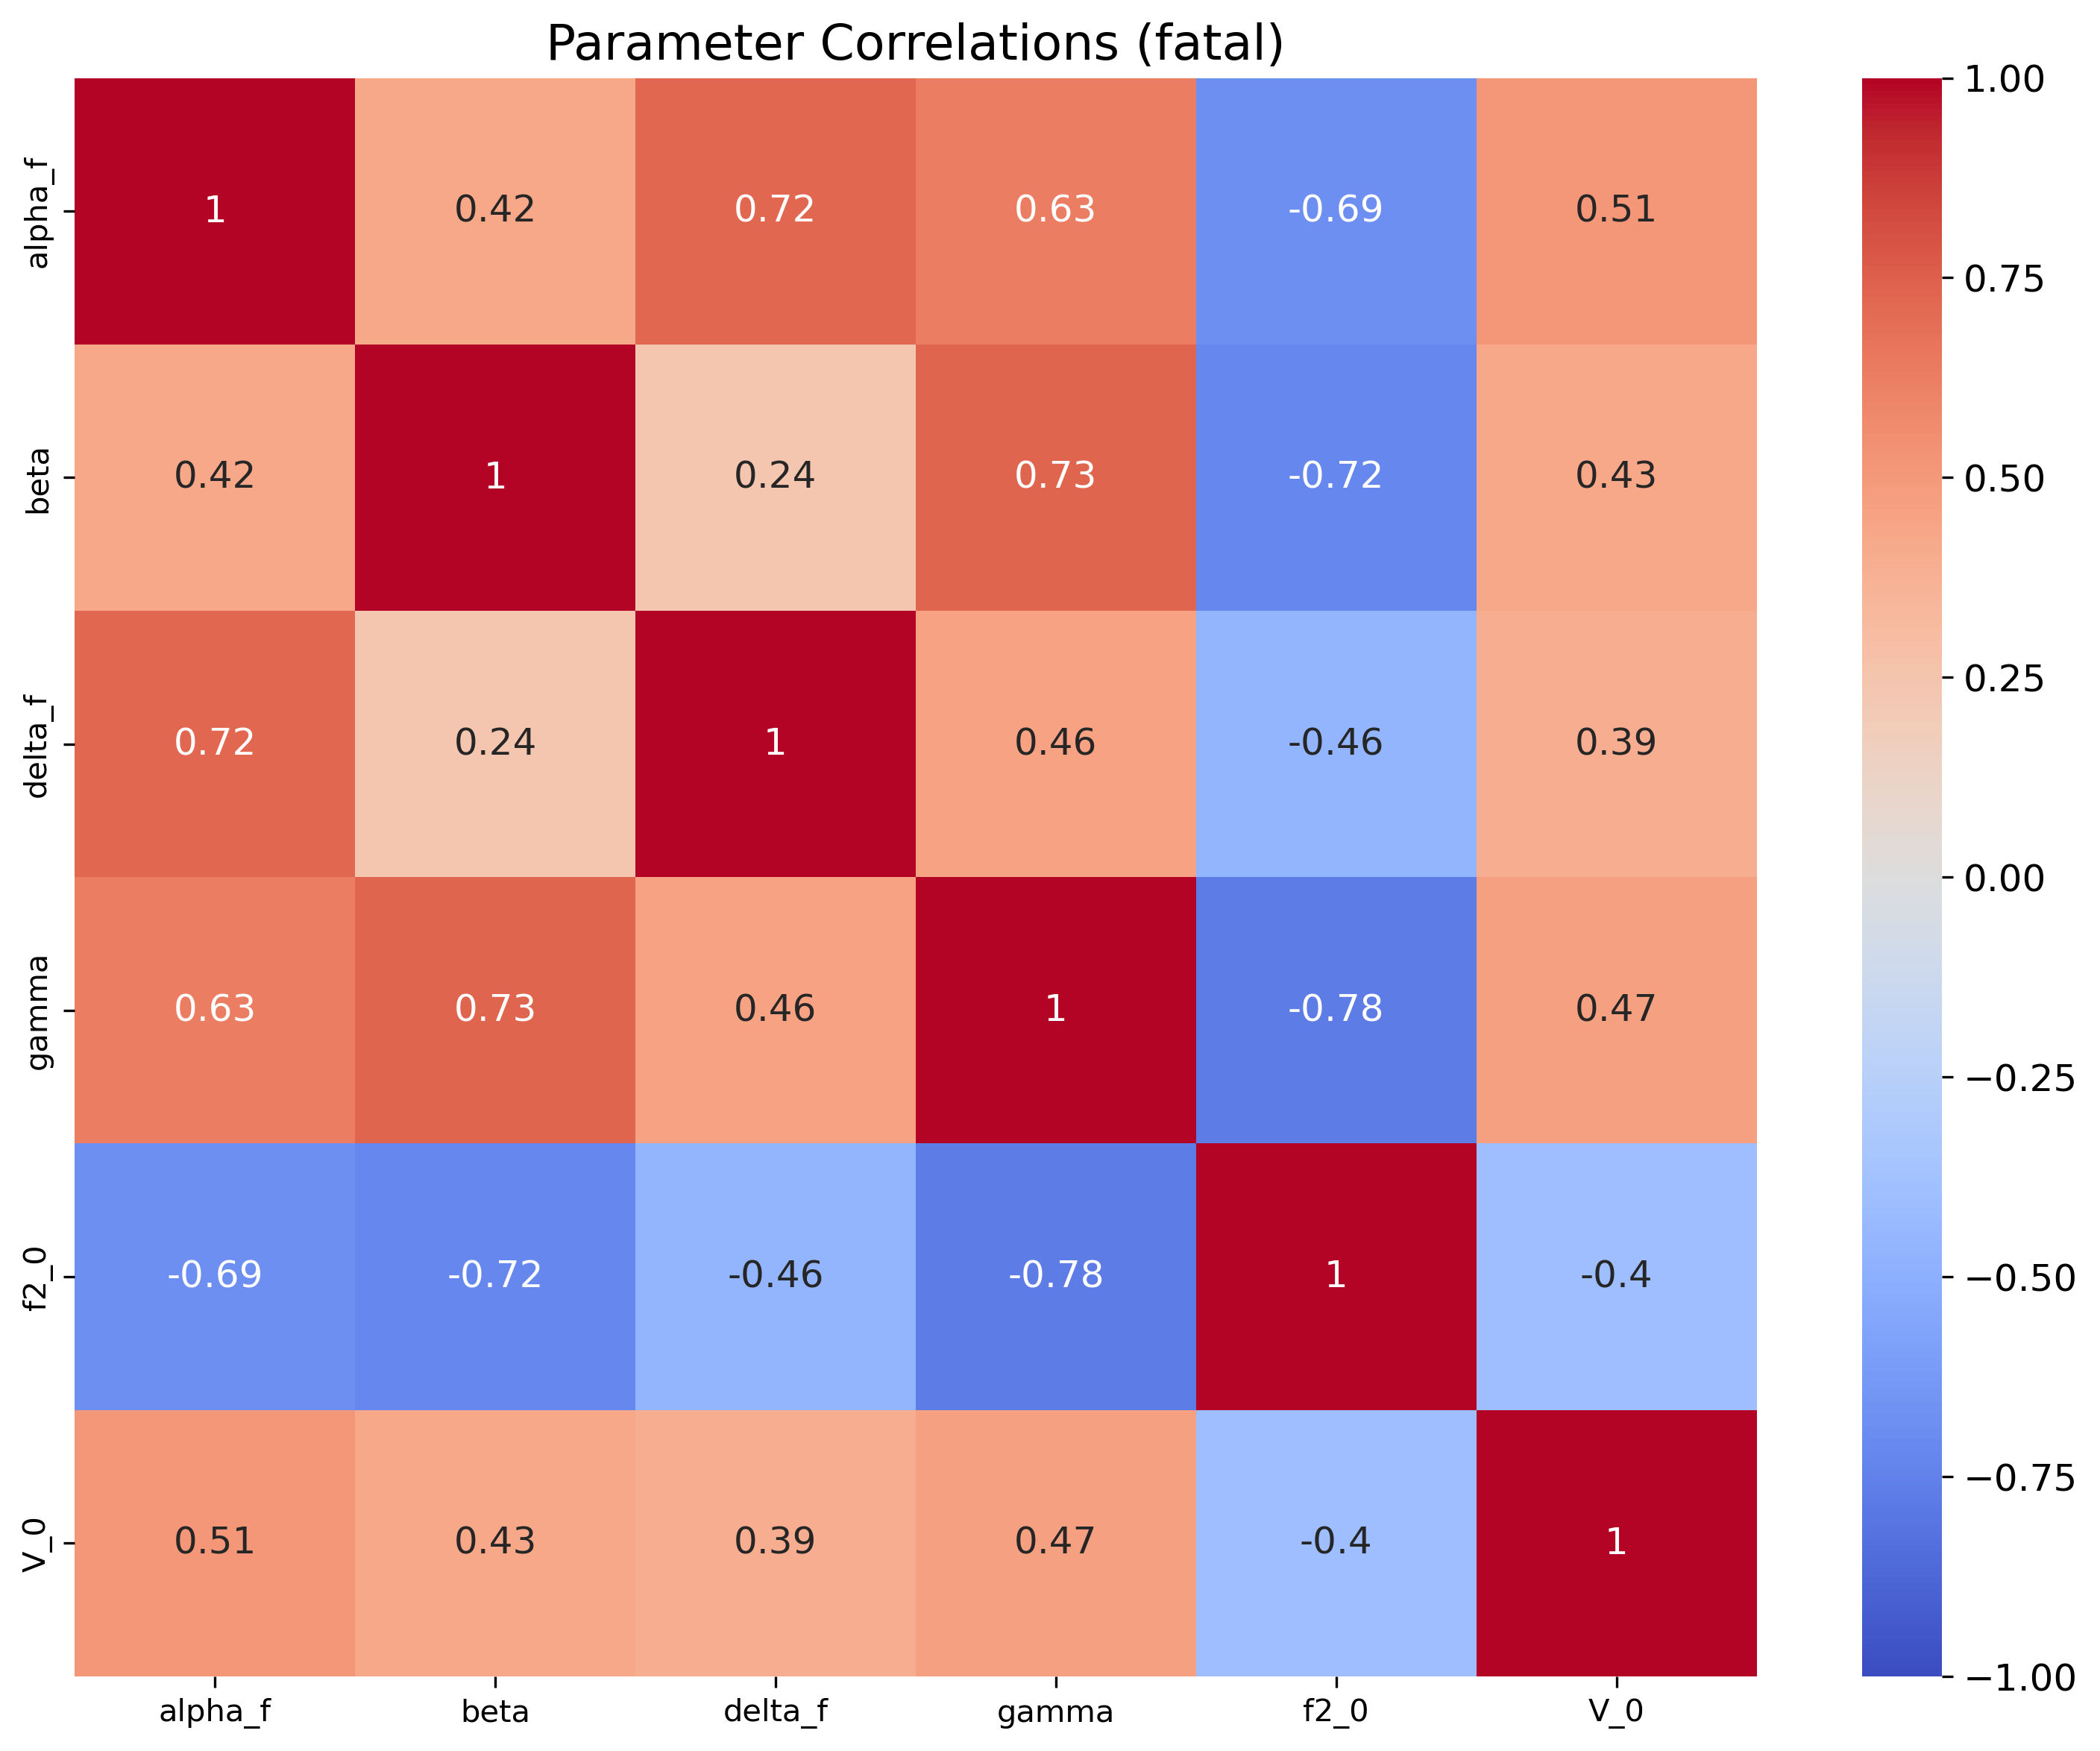 Parameter Correlations (fatal)
alpha_f 1 0.42 0.72 0.63 -0.69 0.51
beta 0.42 1 0.24 0.73 -0.72 0.43
delta_f 0.72 0.24 1 0.46 -0.46 0.39
gamma 0.63 0.73 0.46 1 -0.78 0.47
f2_0 -0.69 -0.72 -0.46 -0.78 1 -0.4
V_0 0.51 0.43 0.39 0.47 -0.4 1
alpha_f beta delta_f gamma f2_0 V_0
1.00
0.75
0.50
0.25
0.00
−0.25
−0.50
−0.75
−1.00